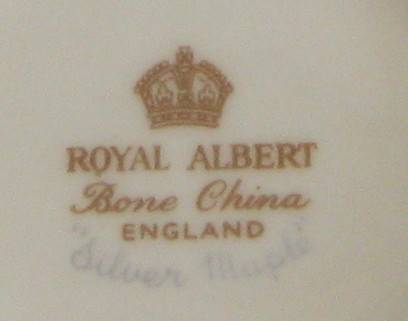 ROYAL ALBERT
Bone China
ENGLAND
"Silver Maple"